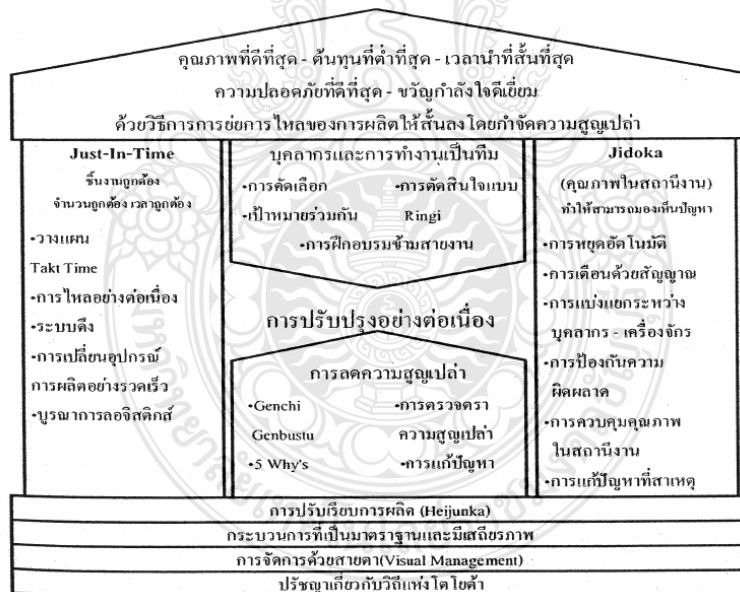 คุณภาพที่ดีที่สุด - ต้นทุนที่ต่ำที่สุด - เวลานำที่สั้นที่สุด
ความปลอดภัยที่ดีที่สุด - ขวัญกำลังใจดีเยี่ยม
ด้วยวิธีการการย่อการไหลของการผลิตให้สั้นลง โดยกำจัดความสูญเปล่า
Just-In-Time
ชิ้นงานถูกต้อง
จำนวนถูกต้อง เวลาถูกต้อง
•วางแผน
Takt Time
•การไหลอย่างต่อเนื่อง
•ระบบดึง
•การเปลี่ยนอุปกรณ์
การผลิตอย่างรวดเร็ว
•บูรณาการลอจิสติกส์
บุคลากรและการทำงานเป็นทีม
•การคัดเลือก •การตัดสินใจแบบ
•เป้าหมายร่วมกัน Ringi
•การฝึกอบรมข้ามสายงาน
การปรับปรุงอย่างต่อเนื่อง
การลดความสูญเปล่า
•Genchi •การตรวจตรา
Genbustu ความสูญเปล่า
•5 Why's •การแก้ปัญหา
Jidoka
(คุณภาพในสถานีงาน)
ทำให้สามารถมองเห็นปัญหา
•การหยุดอัตโนมัติ
•การเตือนด้วยสัญญาณ
•การแบ่งแยกระหว่าง
บุคลากร - เครื่องจักร
•การป้องกันความ
ผิดพลาด
•การควบคุมคุณภาพ
ในสถานีงาน
•การแก้ปัญหาที่สาเหตุ
การปรับเรียบการผลิต (Heijunka)
กระบวนการที่เป็นมาตราฐานและมีเสถียรภาพ
การจัดการด้วยสายตา(Visual Management)
ปรัชญาเกี่ยวกับวิถีแห่งโตโยต้า